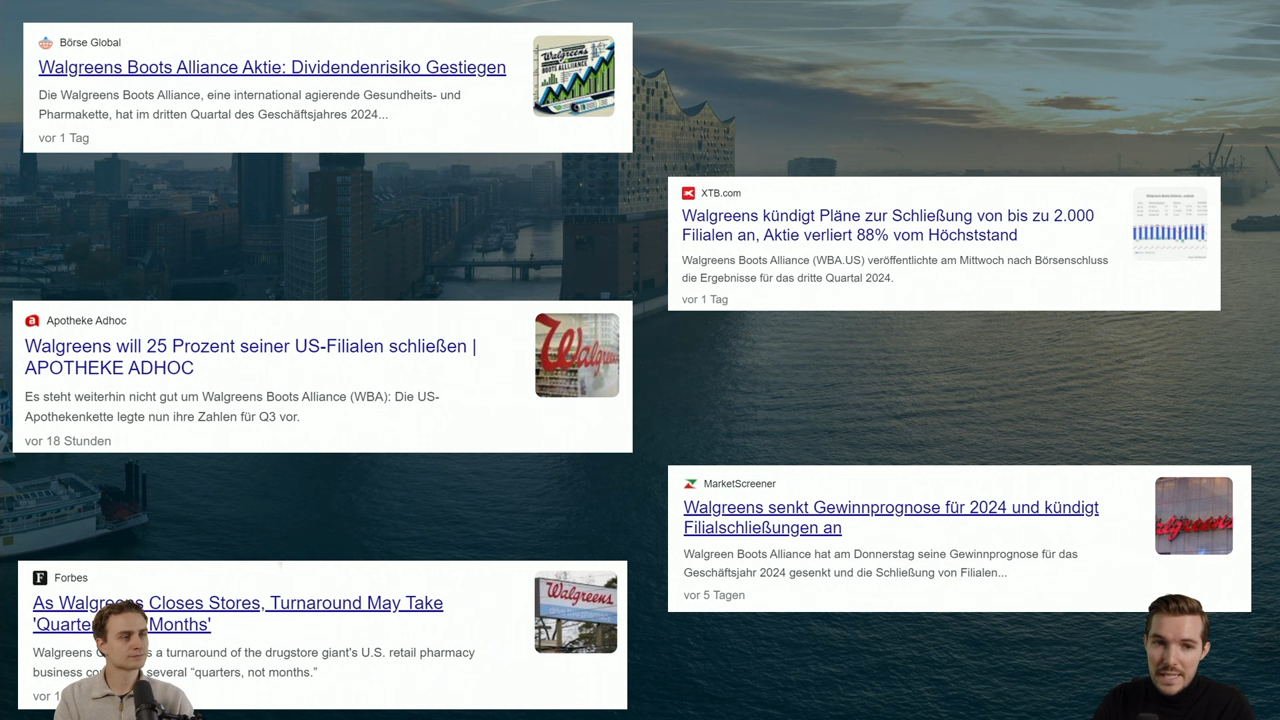 Börse Global
Walgreens Boots Alliance Aktie: Dividendenrisiko Gestiegen
Die Walgreens Boots Alliance, eine international agierende Gesundheits- und
Pharmakette, hat im dritten Quartal des Geschäftsjahres 2024...
vor 1 Tag
Walgreens
BOOTS ALLLIANCE
XTB.com
Walgreens kündigt Pläne zur Schließung von bis zu 2.000
Filialen an, Aktie verliert 88% vom Höchststand
Walgreens Boots Alliance (WBA.US) veröffentlichte am Mittwoch nach Börsenschluss
die Ergebnisse für das dritte Quartal 2024.
vor 1 Tag
Apotheke Adhoc
Walgreens will 25 Prozent seiner US-Filialen schließen |
APOTHEKE ADHOC
Es steht weiterhin nicht gut um Walgreens Boots Alliance (WBA): Die US-
Apothekenkette legte nun ihre Zahlen für Q3 vor.
vor 18 Stunden
MarketScreener
Walgreens senkt Gewinnprognose für 2024 und kündigt
Filialschließungen an
Walgreen Boots Alliance hat am Donnerstag seine Gewinnprognose für das
Geschäftsjahr 2024 gesenkt und die Schließung von Filialen...
vor 5 Tagen
Forbes
As Walgreens Closes Stores, Turnaround May Take
'Quarters Months'
Walgreens a turnaround of the drugstore giant's U.S. retail pharmacy
business several “quarters, not months.”
vor 1
Walgreens